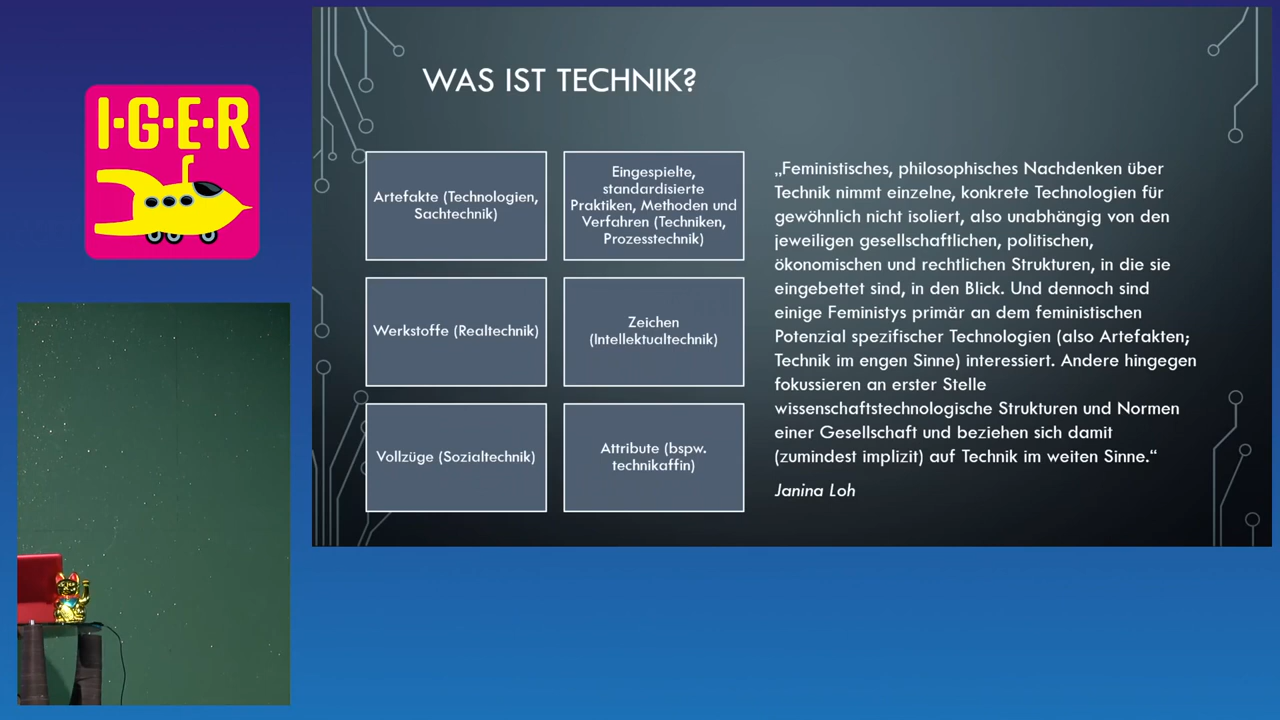 I·G·E·R
WAS IST TECHNIK?
Artefakte (Technologien,
Sachtechnik)
Eingespielte,
standardisierte
Praktiken, Methoden und
Verfahren (Techniken,
Prozesstechnik)
Werkstoffe (Realtechnik)
Zeichen
(Intellektualtechnik)
Vollzüge (Sozialtechnik)
Attribute (bspw.
technikaffin)
„Feministisches, philosophisches Nachdenken über
Technik nimmt einzelne, konkrete Technologien für
gewöhnlich nicht isoliert, also unabhängig von den
jeweiligen gesellschaftlichen, politischen,
ökonomischen und rechtlichen Strukturen, in die sie
eingebettet sind, in den Blick. Und dennoch sind
einige Feministys primär an dem feministischen
Potenzial spezifischer Technologien (also Artefakten;
Technik im engen Sinne) interessiert. Andere hingegen
fokussieren an erster Stelle
wissenschaftstechnologische Strukturen und Normen
einer Gesellschaft und beziehen sich damit
(zumindest implizit) auf Technik im weiten Sinne.“
Janina Loh